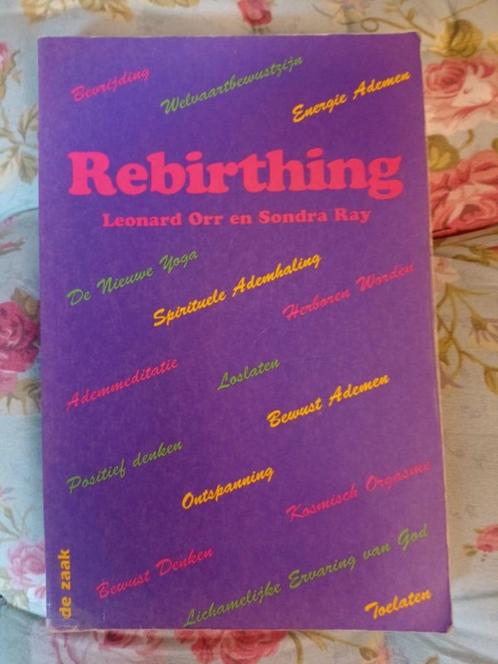 Bevrijding
Welvaartbewustzijn
Energie Ademen
Rebirthing
Leonard Orr en Sondra Ray
De Nieuwe Yoga
Spirituele Ademhaling
Herboren Worden
Ademmeditatie
Loslaten
Bewust Ademen
Positief denken
Ontspanning
Kosmisch Orgasme
Bewust Denken
Lichamelijke Ervaring van God
Toelaten
de zaak